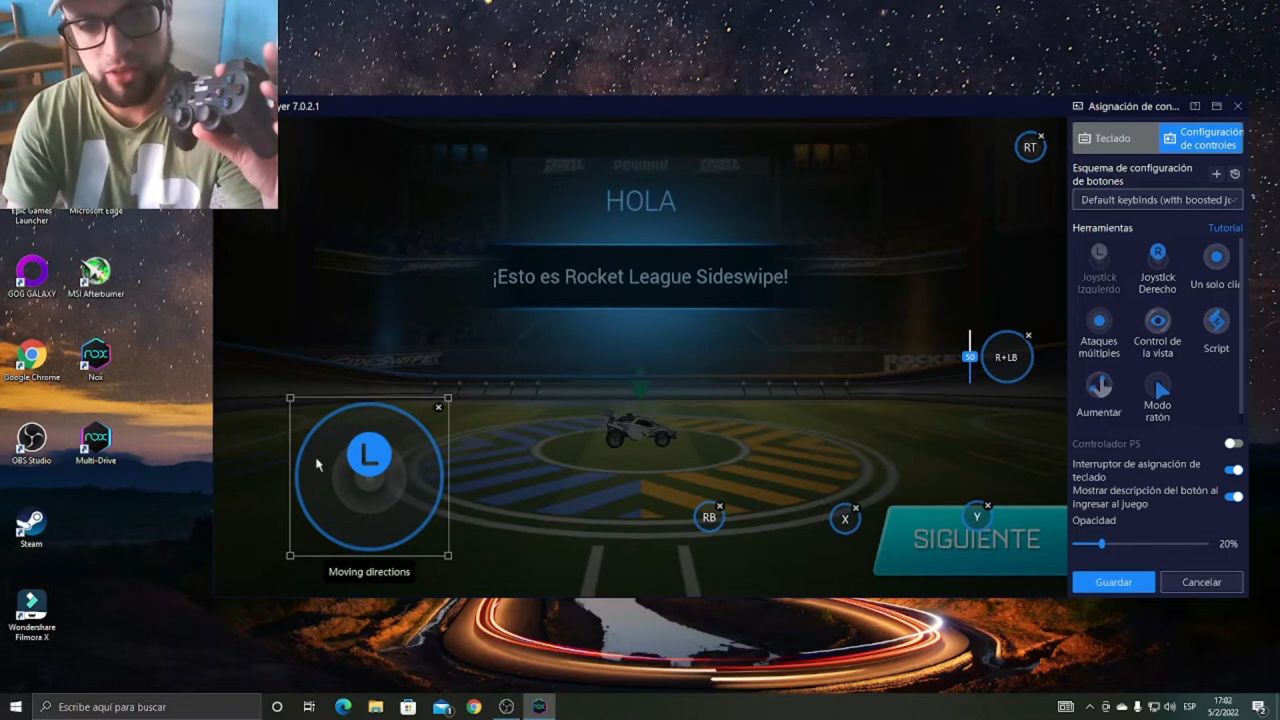 yer 7.0.2.1
Asignación de con...
RT
Teclado
Configuración
de controles
Esquema de configuración
de botones
Default keybinds (with boosted ju
HOLA
¡Esto es Rocket League Sideswipe!
Herramientas
Tutorial
L
R
Joystick
Izquierdo
Joystick
Derecho
Un solo clic
Ataques
múltiples
Control de
la vista
Script
Aumentar
Modo
ratón
50
R+LB
L
Moving directions
RB
X
Y
SIGUIENTE
Controlador PS
Interruptor de asignación de
teclado
Mostrar descripción del botón al
ingresar al juego
Opacidad
20%
Guardar
Cancelar
Epic Games
Launcher
Microsoft Edge
GOG GALAXY
MSI Afterburner
Google Chrome
nox
Nox
OBS Studio
nox
Multi-Drive
Steam
Wondershare
Filmora X
Escribe aquí para buscar
ESP
17:02
5/2/2022
2